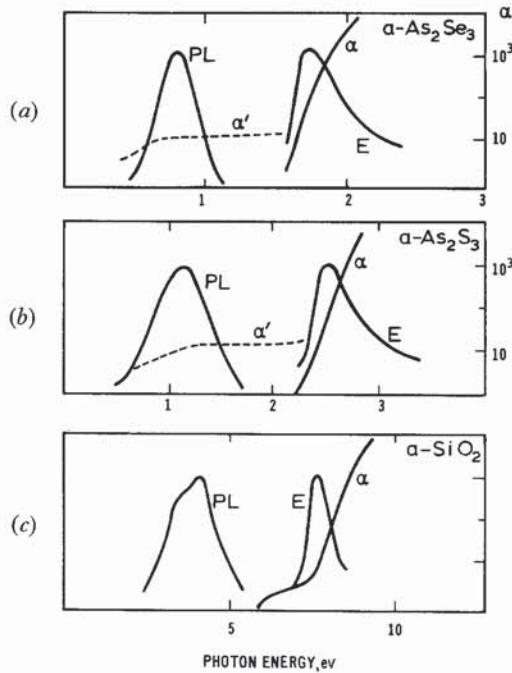 α
a-As₂Se₃
(a)
PL
α
10³
α'
E
10
1
2
3
a-As₂S₃
(b)
PL
α
10³
α'
E
10
1
2
3
a-SiO₂
(c)
PL
E
α
5
10
PHOTON ENERGY, eV